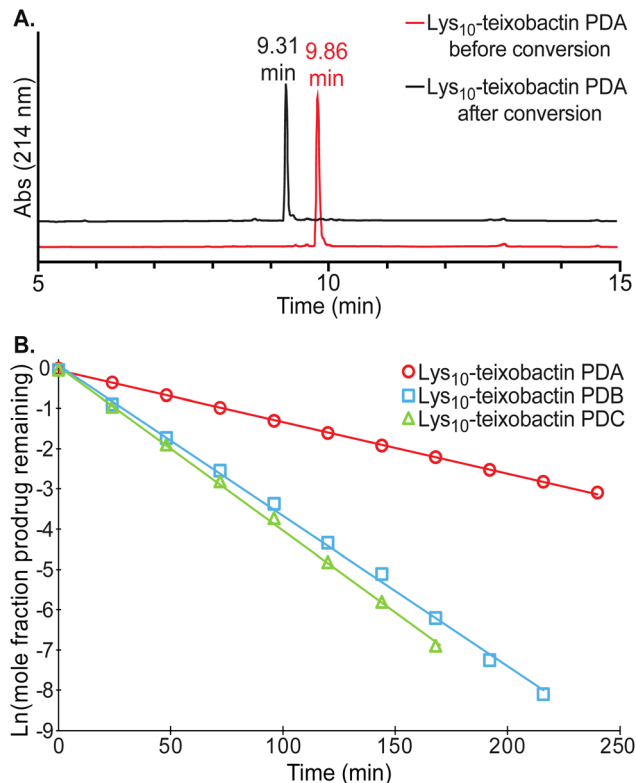 A.
9.31
min
9.86
min
Lys10-teixobactin PDA
before conversion
Lys10-teixobactin PDA
after conversion
Abs (214 nm)
5
10
15
Time (min)
B.
0
-1
-2
-3
-4
-5
-6
-7
-8
-9
Lys10-teixobactin PDA
Lys10-teixobactin PDB
Lys10-teixobactin PDC
Ln(mole fraction prodrug remaining)
0
50
100
150
200
250
Time (min)